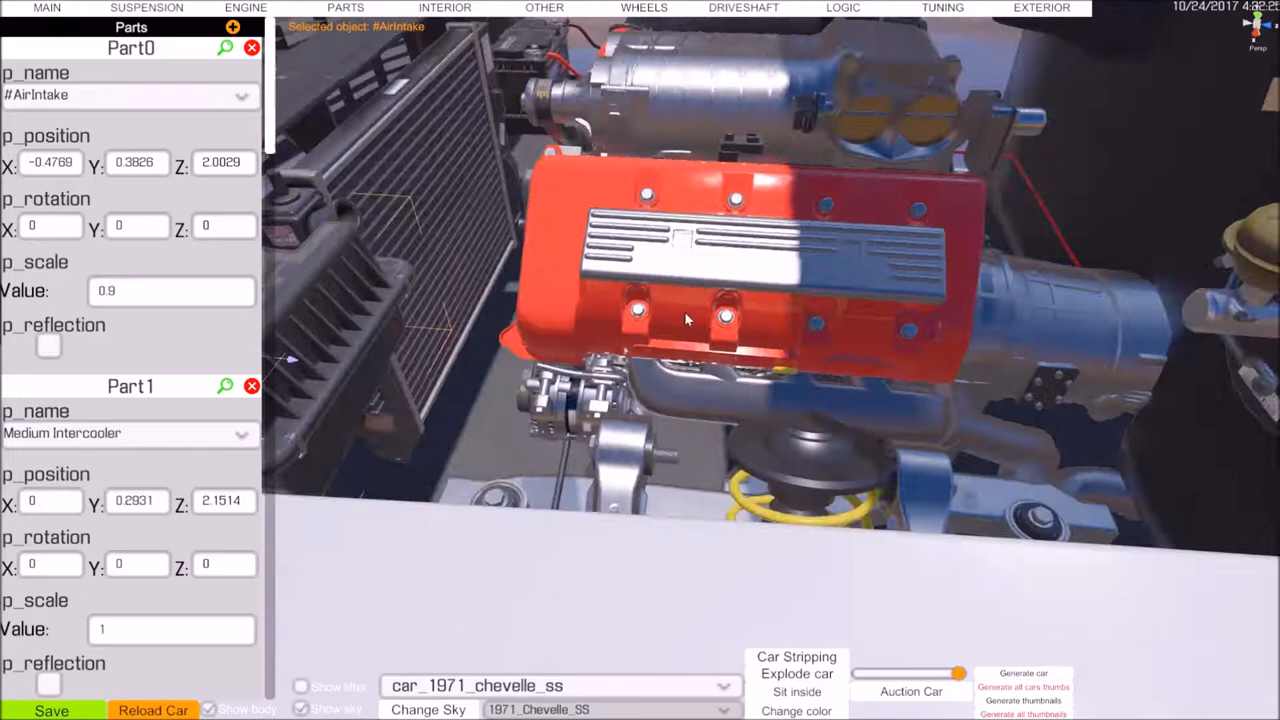 MAIN SUSPENSION ENGINE PARTS INTERIOR OTHER WHEELS DRIVESHAFT LOGIC TUNING EXTERIOR
10/24/2017 4:32:25
Parts
Selected object: #AirIntake
Part0
p_name
#AirIntake
p_position
X: -0.4769 Y: 0.3826 Z: 2.0029
p_rotation
X: 0 Y: 0 Z: 0
p_scale
Value: 0.9
p_reflection
Part1
p_name
Medium Intercooler
p_position
X: 0 Y: 0.2931 Z: 2.1514
p_rotation
X: 0 Y: 0 Z: 0
p_scale
Value: 1
p_reflection
Save
Reload Car
Show body
Show sky
Show lifter
car_1971_chevelle_ss
Change Sky
1971_Chevelle_SS
Car Stripping
Explode car
Sit inside
Change color
Auction Car
Generate car
Generate all cars thumbs
Generate thumbnails
Generate all thumbnails
Persp